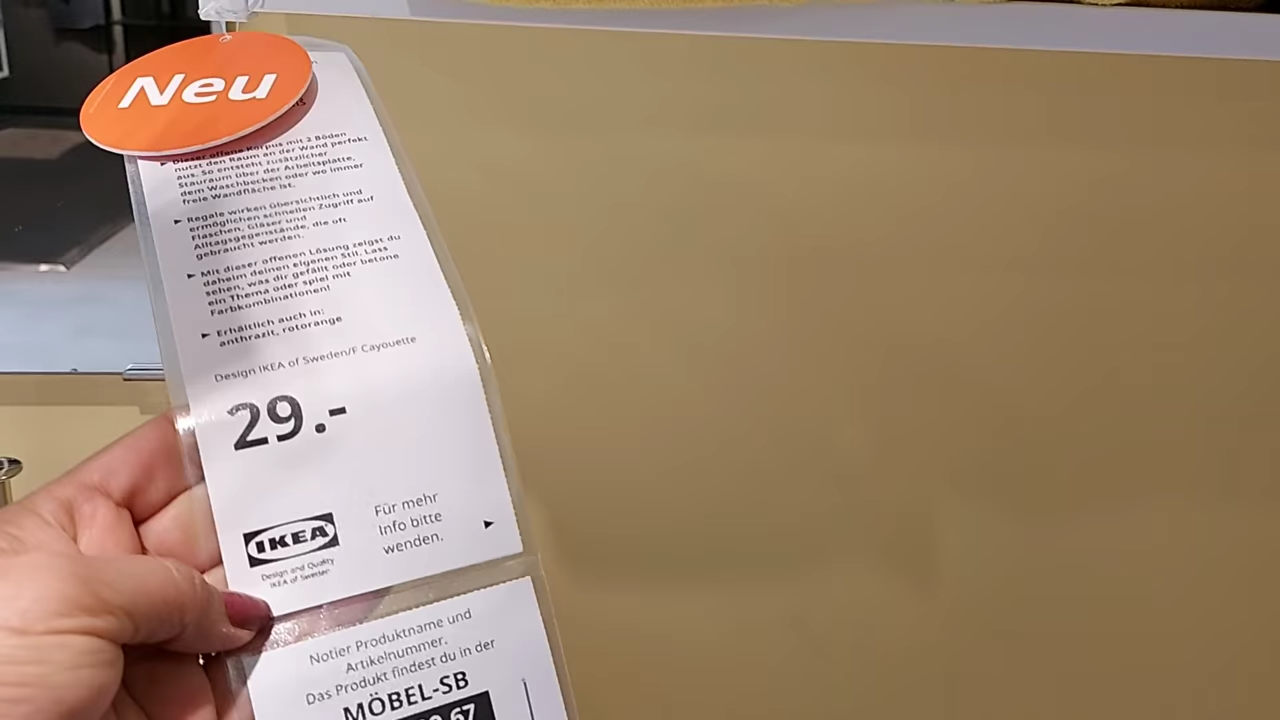 Neu
► Dieser offene Korpus mit 2 Böden
nutzt den Raum an der Wand perfekt
aus. So entsteht zusätzlicher
Stauraum über der Arbeitsplatte,
dem Waschbecken oder wo immer
freie Wandfläche ist.
► Regale wirken übersichtlich und
ermöglichen schnellen Zugriff auf
Flaschen, Gläser und
Alltagsgegenstände, die oft
gebraucht werden.
► Mit dieser offenen Lösung zeigst du
daheim deinen eigenen Stil. Lass
sehen, was dir gefällt oder betone
ein Thema oder spiel mit
Farbkombinationen!
► Erhältlich auch in:
anthrazit, rotorange
Design IKEA of Sweden/F Cayouette
29.-
IKEA
Design and Quality
IKEA of Sweden
Für mehr
Info bitte
wenden. ►
Notier Produktname und
Artikelnummer.
Das Produkt findest du in der
MÖBEL-SB